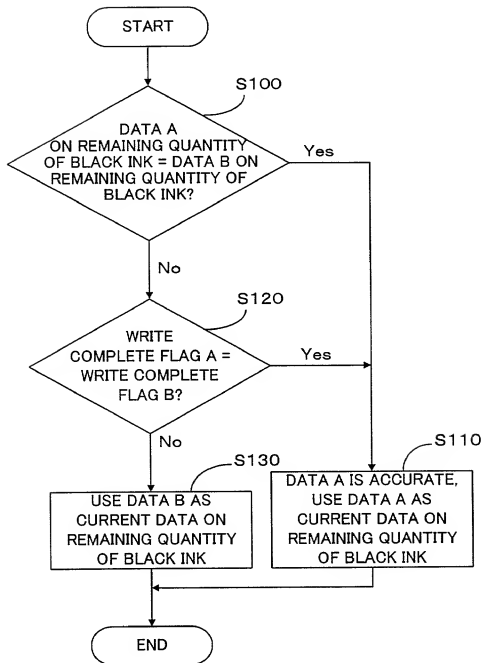 START
S100
DATA A
ON REMAINING QUANTITY
OF BLACK INK = DATA B ON
REMAINING QUANTITY OF
BLACK INK?
Yes
No
S120
WRITE
COMPLETE FLAG A =
WRITE COMPLETE
FLAG B?
Yes
No
S130
USE DATA B AS
CURRENT DATA ON
REMAINING QUANTITY
OF BLACK INK
S110
DATA A IS ACCURATE,
USE DATA A AS
CURRENT DATA ON
REMAINING QUANTITY
OF BLACK INK
END